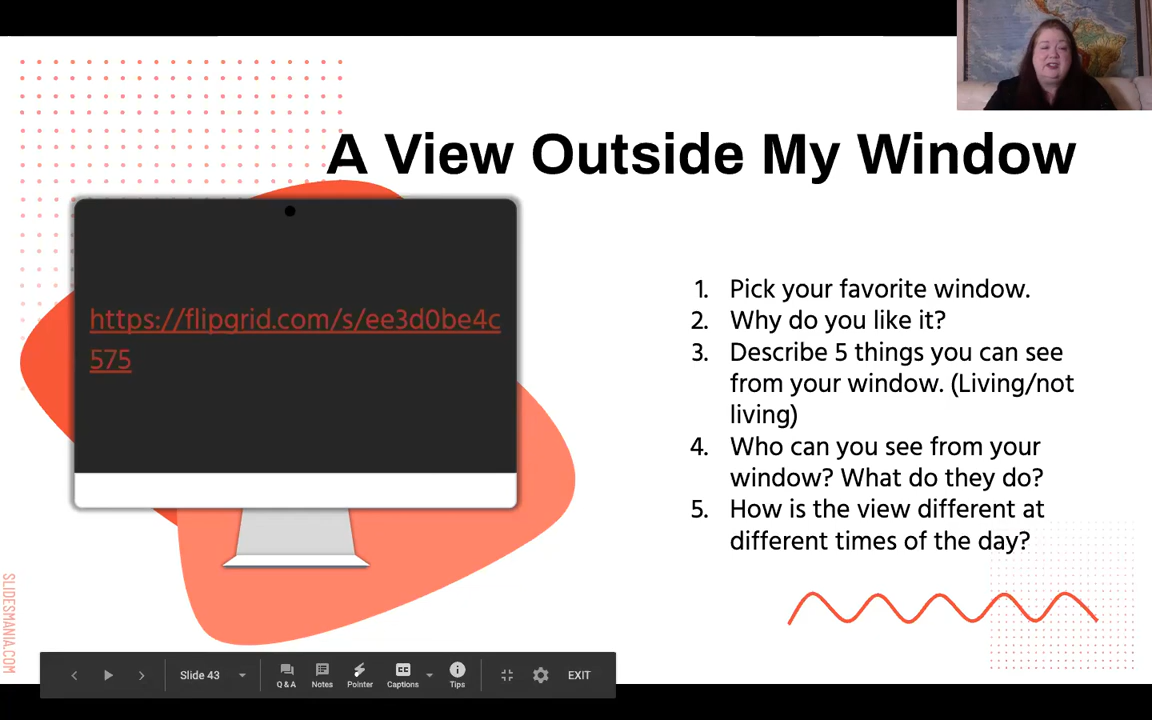 A View Outside My Window
https://flipgrid.com/s/ee3d0be4c
575
1. Pick your favorite window.
2. Why do you like it?
3. Describe 5 things you can see
from your window. (Living/not
living)
4. Who can you see from your
window? What do they do?
5. How is the view different at
different times of the day?
SLIDESMANIA.COM
Slide 43
Q & A
Notes
Pointer
CC
Captions
Tips
EXIT